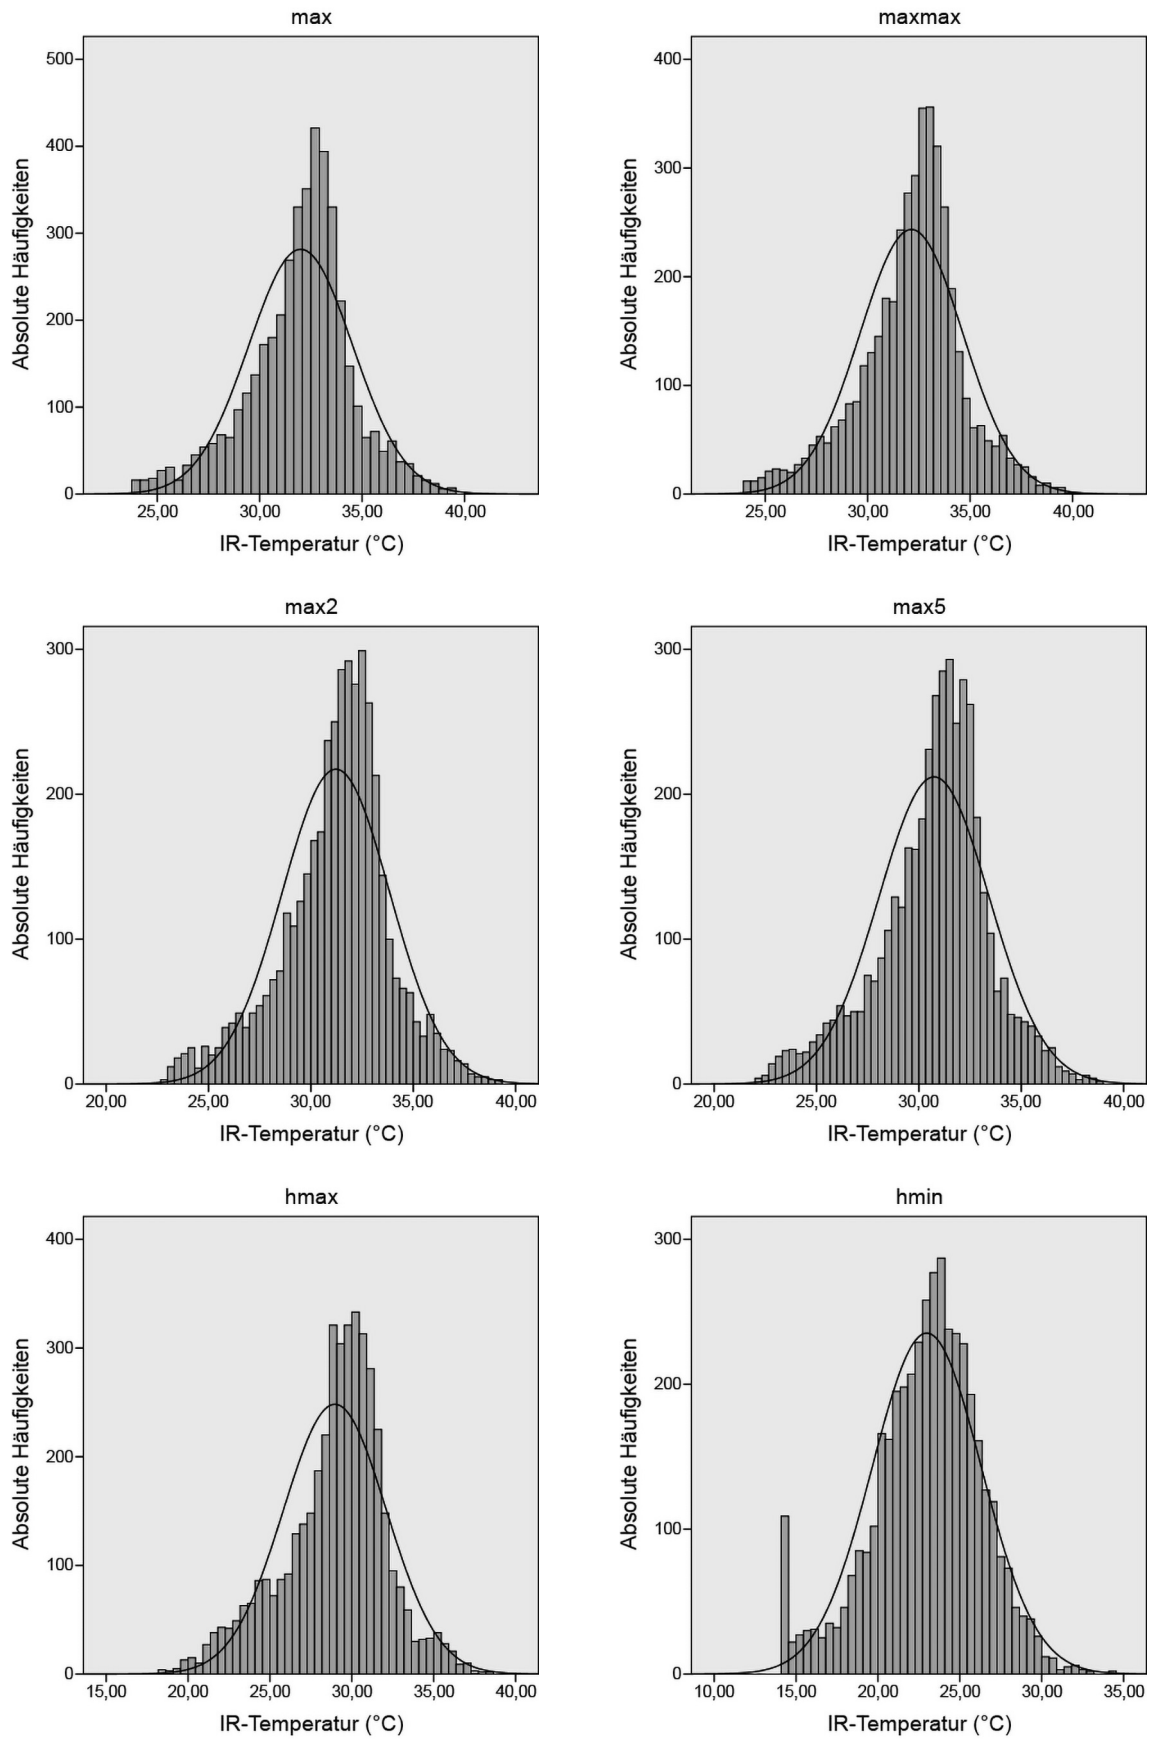 max
500
400
300
200
100
0
Absolute Häufigkeiten
25,00 30,00 35,00 40,00
IR-Temperatur (°C)
maxmax
400
300
200
100
0
Absolute Häufigkeiten
25,00 30,00 35,00 40,00
IR-Temperatur (°C)
max2
300
200
100
0
Absolute Häufigkeiten
20,00 25,00 30,00 35,00 40,00
IR-Temperatur (°C)
max5
300
200
100
0
Absolute Häufigkeiten
20,00 25,00 30,00 35,00 40,00
IR-Temperatur (°C)
hmax
400
300
200
100
0
Absolute Häufigkeiten
15,00 20,00 25,00 30,00 35,00 40,00
IR-Temperatur (°C)
hmin
300
200
100
0
Absolute Häufigkeiten
10,00 15,00 20,00 25,00 30,00 35,00
IR-Temperatur (°C)